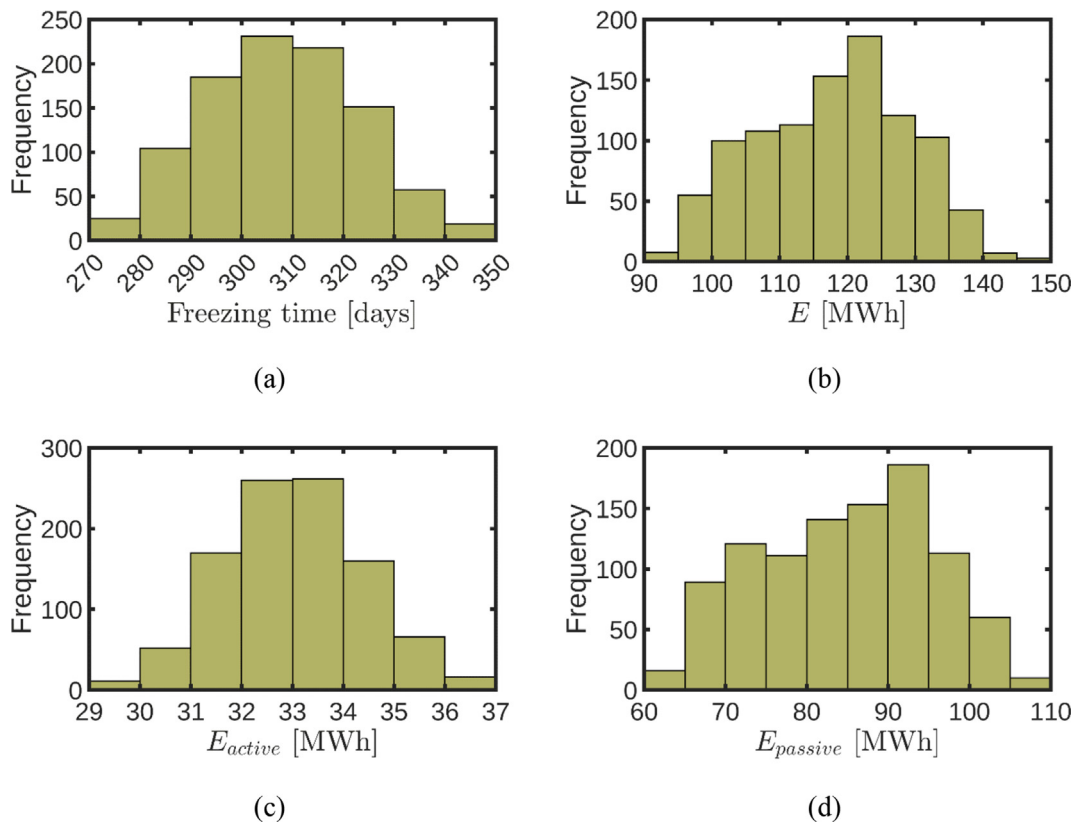 250
200
150
100
50
0
Frequency
270 280 290 300 310 320 330 340 350
Freezing time [days]
(a)
200
150
100
50
0
Frequency
90 100 110 120 130 140 150
E [MWh]
(b)
300
200
100
0
Frequency
29 30 31 32 33 34 35 36 37
E_active [MWh]
(c)
200
150
100
50
0
Frequency
60 70 80 90 100 110
E_passive [MWh]
(d)